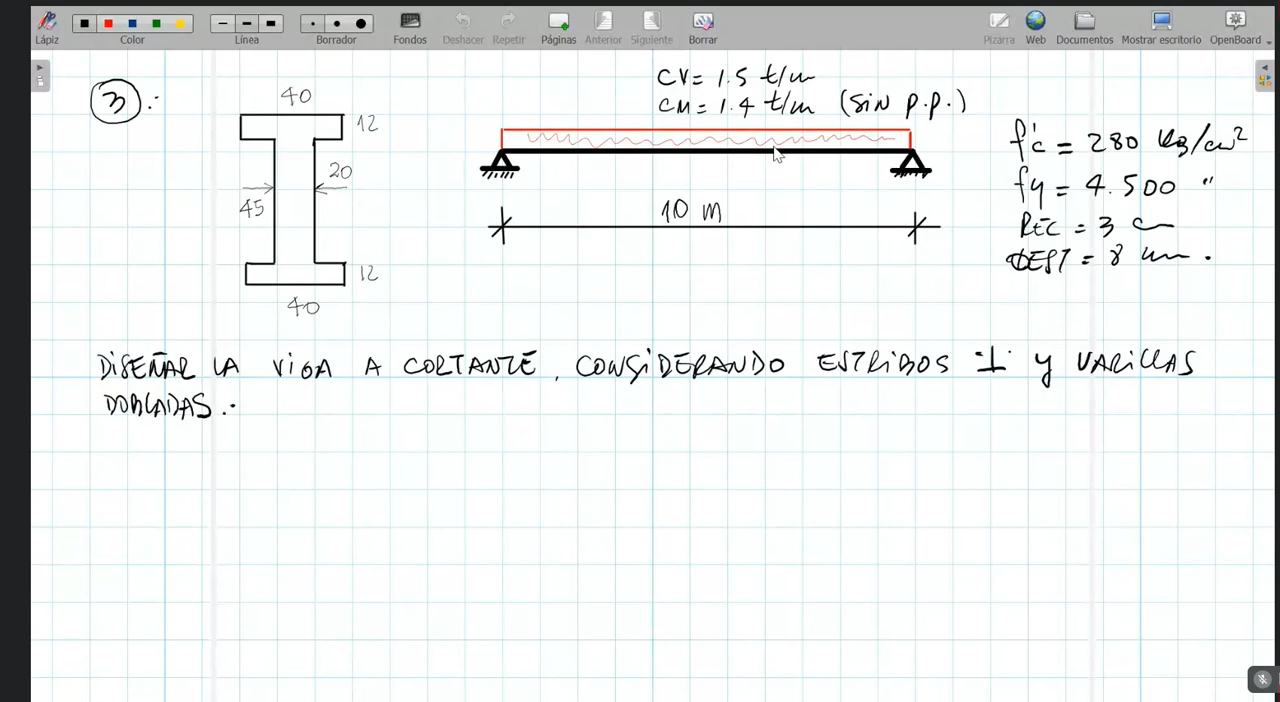 Lápiz Color Línea Borrador Fondos Deshacer Repetir Páginas Anterior Siguiente Borrar Pizarra Web Documentos Mostrar escritorio OpenBoard
3 .-
40
12
20
45
12
40
CV = 1.5 t/m
CM = 1.4 t/m (SIN P.P.)
10 m
f'c = 280 Kg/cm²
fy = 4.500 "
REC = 3 cm
ØEST = 8 mm.
DISEÑAR LA VIGA A CORTANTE, CONSIDERANDO ESTRIBOS ⊥ y VARILLAS
DOBLADAS.-